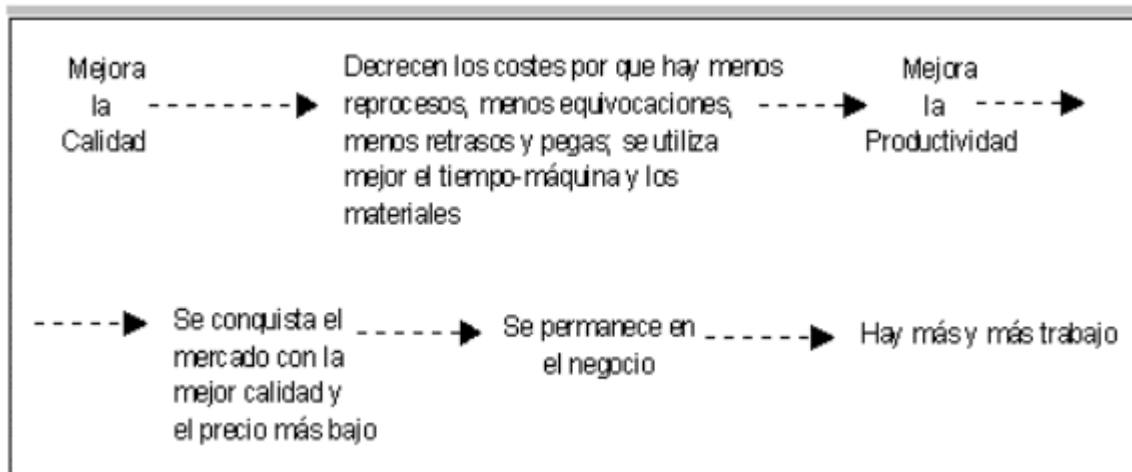 Mejora
la
Calidad
Decrecen los costes por que hay menos
reprocesos, menos equivocaciones,
menos retrasos y pegas; se utiliza
mejor el tiempo-máquina y los
materiales
Mejora
la
Productividad
Se conquista el
mercado con la
mejor calidad y
el precio más bajo
Se permanece en
el negocio
Hay más y más trabajo